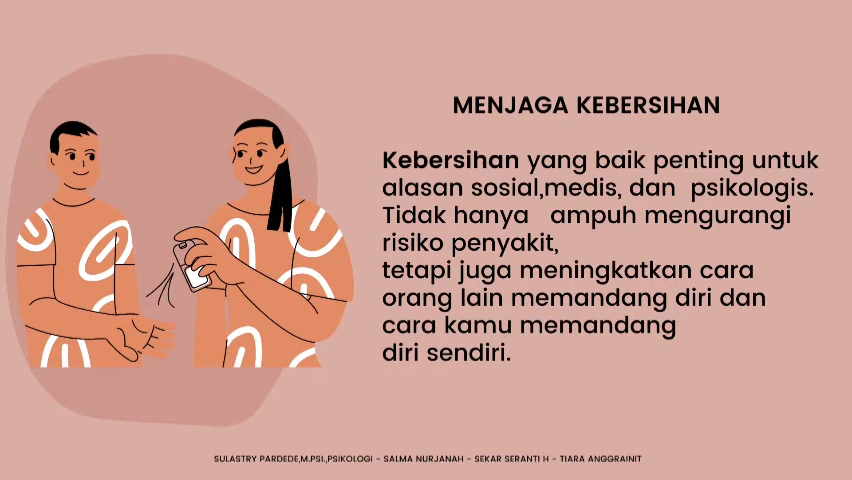 MENJAGA KEBERSIHAN
Kebersihan yang baik penting untuk
alasan sosial,medis, dan  psikologis.
Tidak hanya   ampuh mengurangi
risiko penyakit,
tetapi juga meningkatkan cara
orang lain memandang diri dan
cara kamu memandang
diri sendiri.
SULASTRY PARDEDE,M.PSI.,PSIKOLOGI - SALMA NURJANAH - SEKAR SERANTI H - TIARA ANGGRAINIT